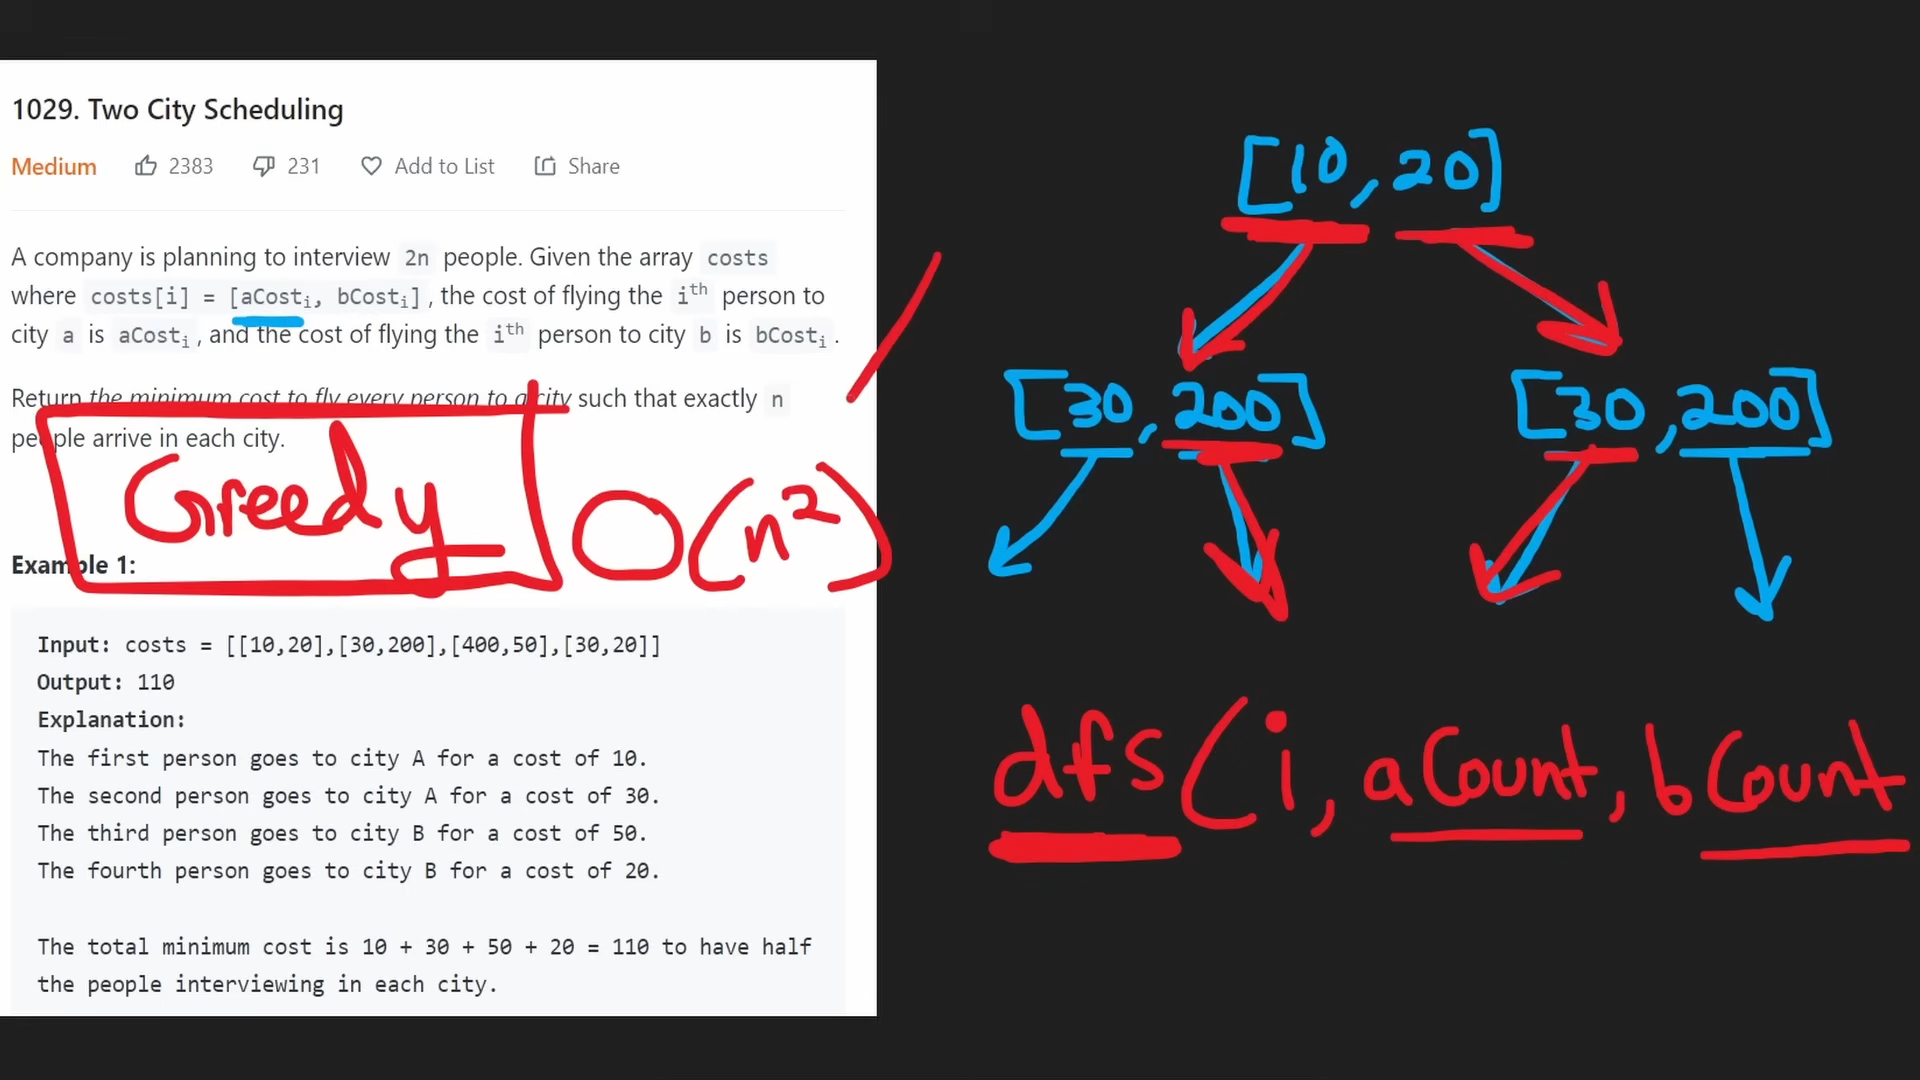 1029. Two City Scheduling
Medium 2383 231 Add to List Share
A company is planning to interview 2n people. Given the array costs
where costs[i] = [aCosti, bCosti], the cost of flying the ith person to
city a is aCosti, and the cost of flying the ith person to city b is bCosti.
Return the minimum cost to fly every person to a city such that exactly n
people arrive in each city.
Greedy O(n²)
Example 1:
Input: costs = [[10,20],[30,200],[400,50],[30,20]]
Output: 110
Explanation:
The first person goes to city A for a cost of 10.
The second person goes to city A for a cost of 30.
The third person goes to city B for a cost of 50.
The fourth person goes to city B for a cost of 20.
The total minimum cost is 10 + 30 + 50 + 20 = 110 to have half
the people interviewing in each city.
[10,20]
[30,200] [30,200]
dfs(i, aCount, bCount